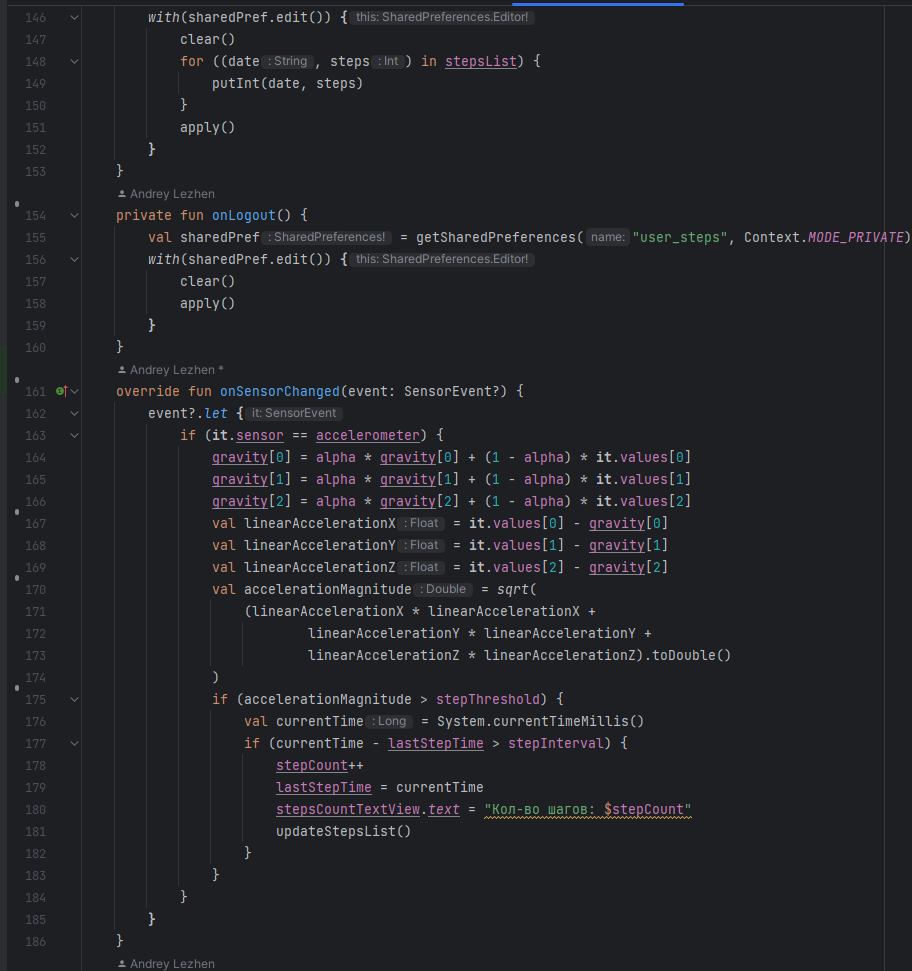 146 with(sharedPref.edit()) { this: SharedPreferences.Editor!
147 clear()
148 for ((date : String , steps : Int ) in stepsList) {
149 putInt(date, steps)
150 }
151 apply()
152 }
153 }
Andrey Lezhen
154 private fun onLogout() {
155 val sharedPref : SharedPreferences! = getSharedPreferences( name: "user_steps", Context.MODE_PRIVATE)
156 with(sharedPref.edit()) { this: SharedPreferences.Editor!
157 clear()
158 apply()
159 }
160 }
Andrey Lezhen *
161 override fun onSensorChanged(event: SensorEvent?) {
162 event?.let { it: SensorEvent
163 if (it.sensor == accelerometer) {
164 gravity[0] = alpha * gravity[0] + (1 - alpha) * it.values[0]
165 gravity[1] = alpha * gravity[1] + (1 - alpha) * it.values[1]
166 gravity[2] = alpha * gravity[2] + (1 - alpha) * it.values[2]
167 val linearAccelerationX : Float = it.values[0] - gravity[0]
168 val linearAccelerationY : Float = it.values[1] - gravity[1]
169 val linearAccelerationZ : Float = it.values[2] - gravity[2]
170 val accelerationMagnitude : Double = sqrt(
171 (linearAccelerationX * linearAccelerationX +
172 linearAccelerationY * linearAccelerationY +
173 linearAccelerationZ * linearAccelerationZ).toDouble()
174 )
175 if (accelerationMagnitude > stepThreshold) {
176 val currentTime : Long = System.currentTimeMillis()
177 if (currentTime - lastStepTime > stepInterval) {
178 stepCount++
179 lastStepTime = currentTime
180 stepsCountTextView.text = "Кол-во шагов: $stepCount"
181 updateStepsList()
182 }
183 }
184 }
185 }
186 }
Andrey Lezhen